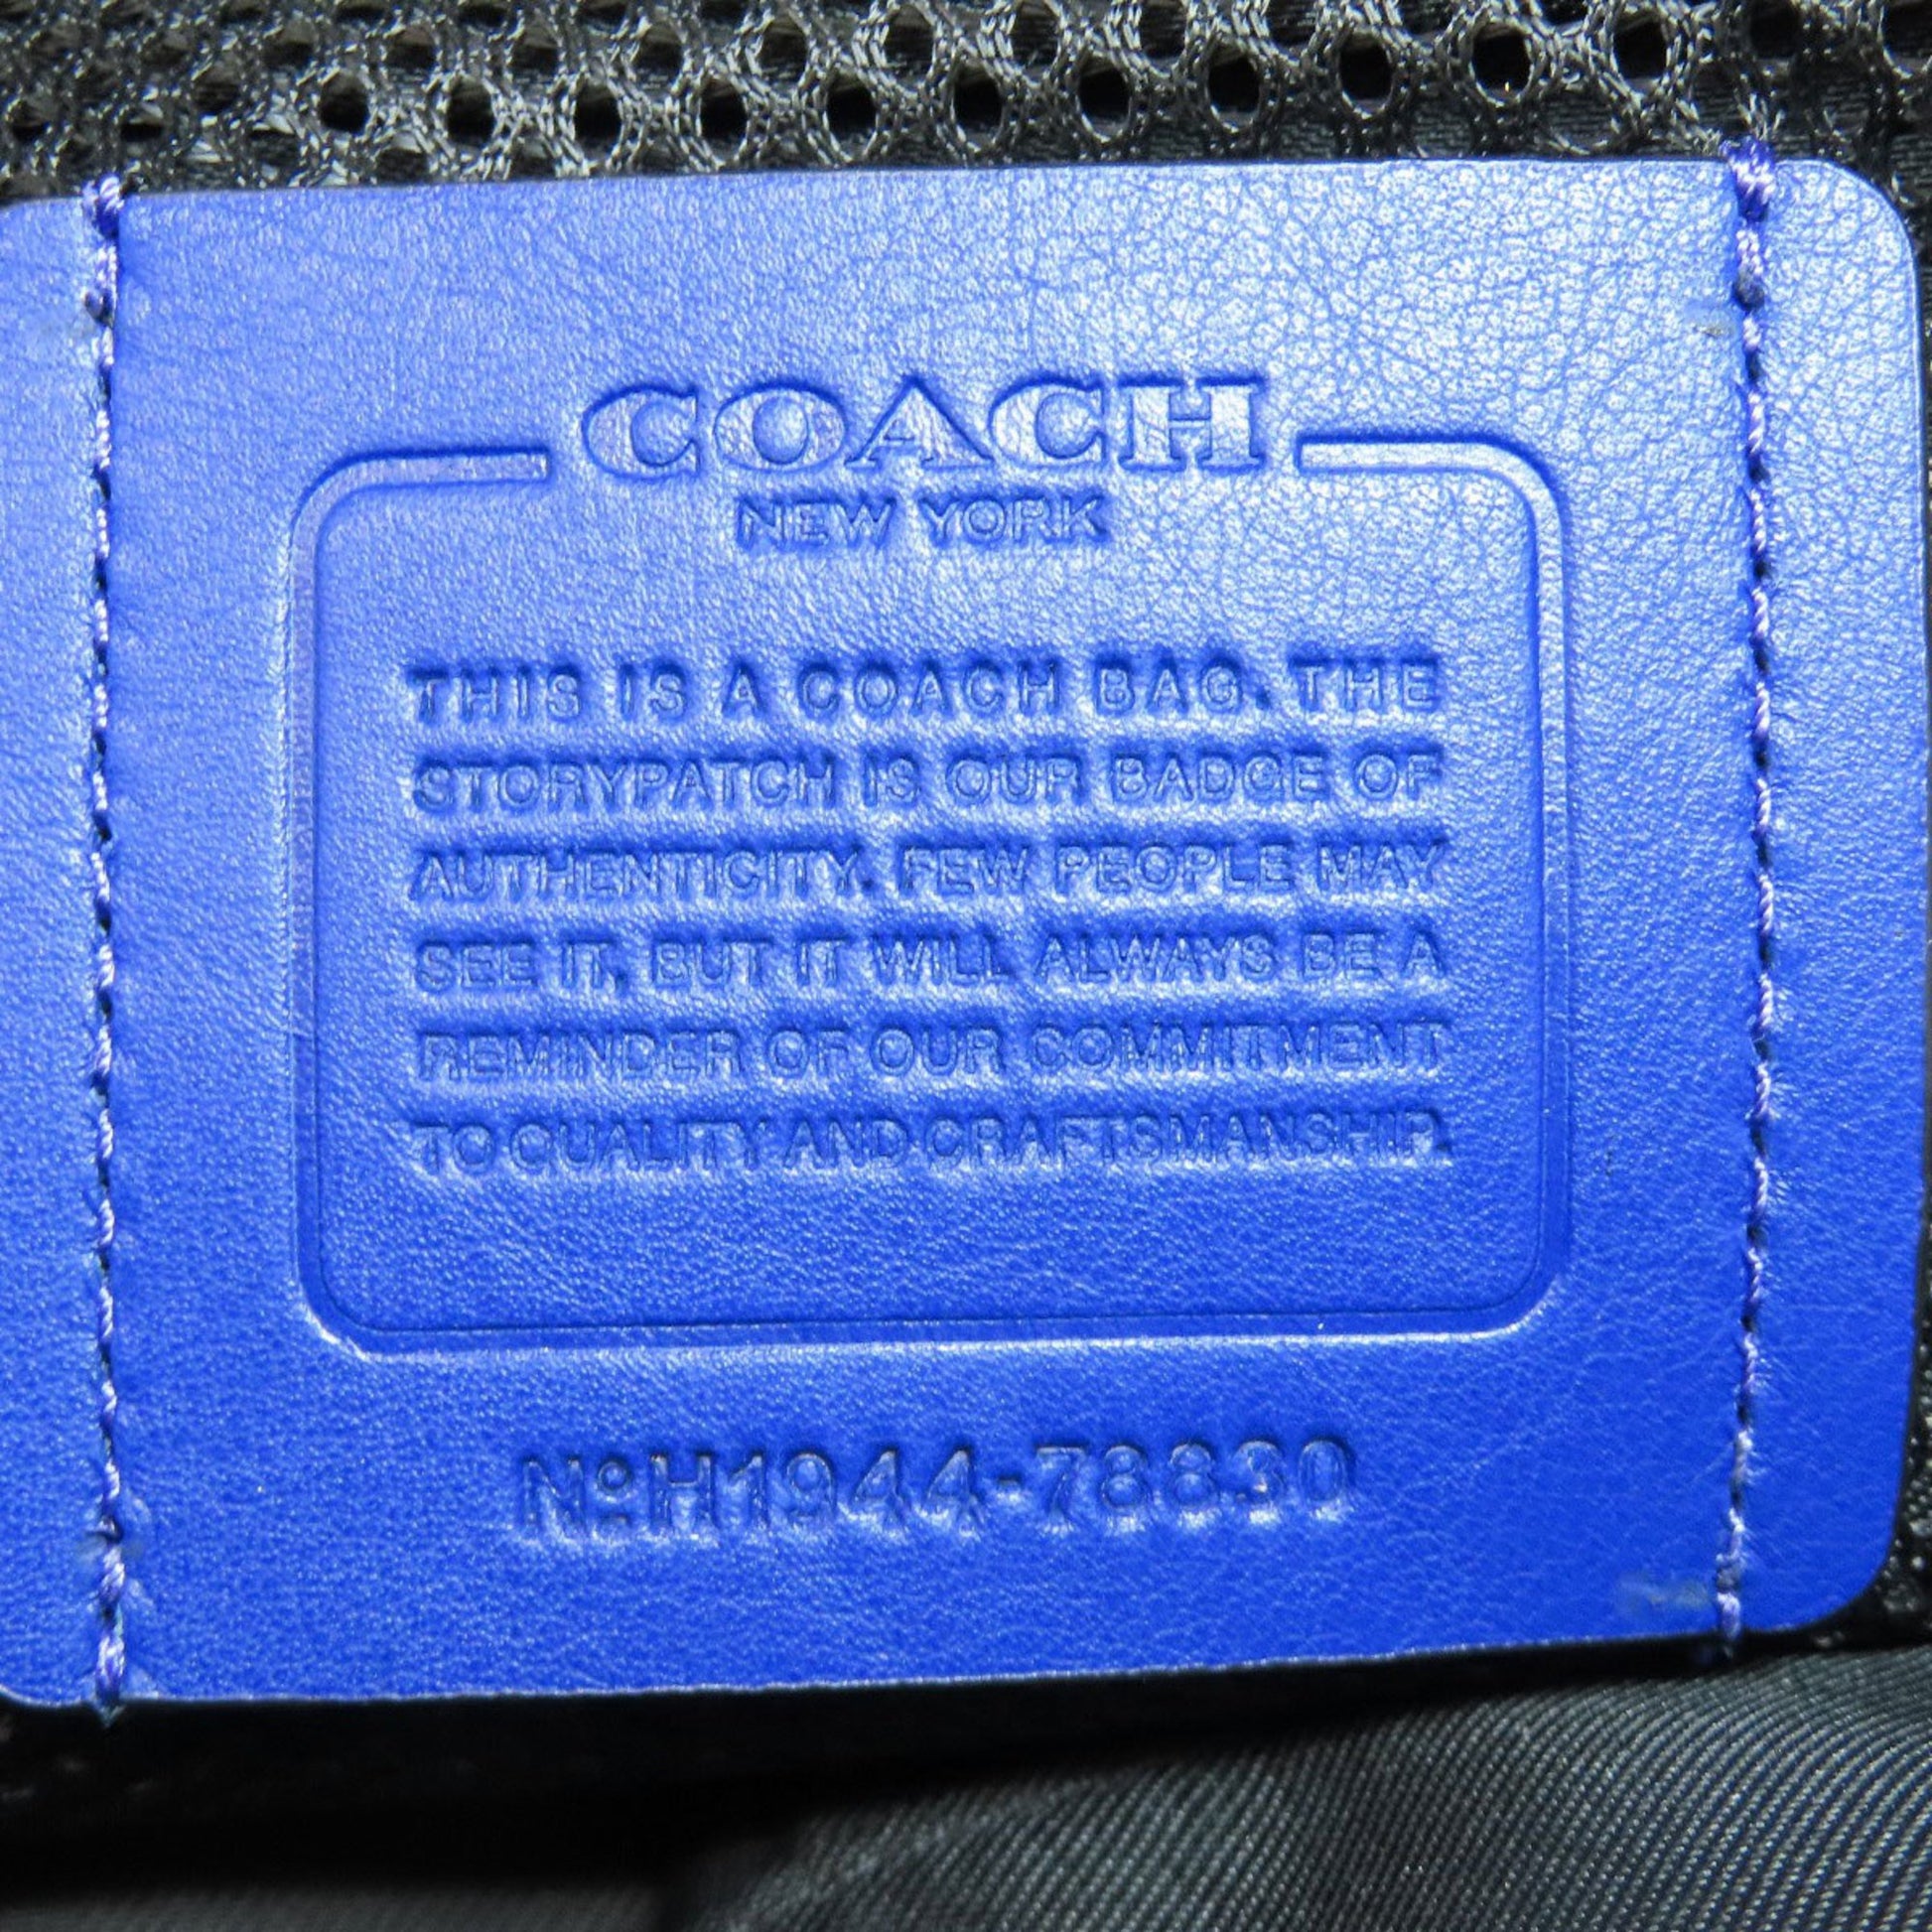 COACH
NEW YORK
THIS IS A COACH BAG. THE
STORYPATCH IS OUR BADGE OF
AUTHENTICITY. FEW PEOPLE MAY
SEE IT, BUT IT WILL ALWAYS BE A
REMINDER OF OUR COMMITMENT
TO QUALITY AND CRAFTSMANSHIP.
NºH1944-78830